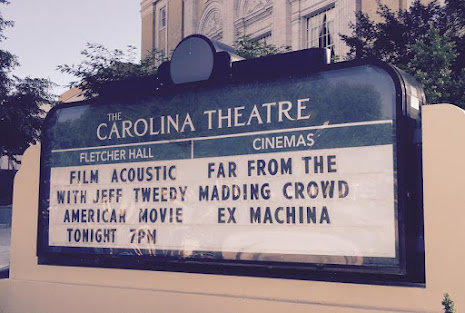 THE
CAROLINA THEATRE
FLETCHER HALL
FILM ACOUSTIC
WITH JEFF TWEEDY
AMERICAN MOVIE
TONIGHT 7PM
CINEMAS
FAR FROM THE
MADDING CROWD
EX MACHINA